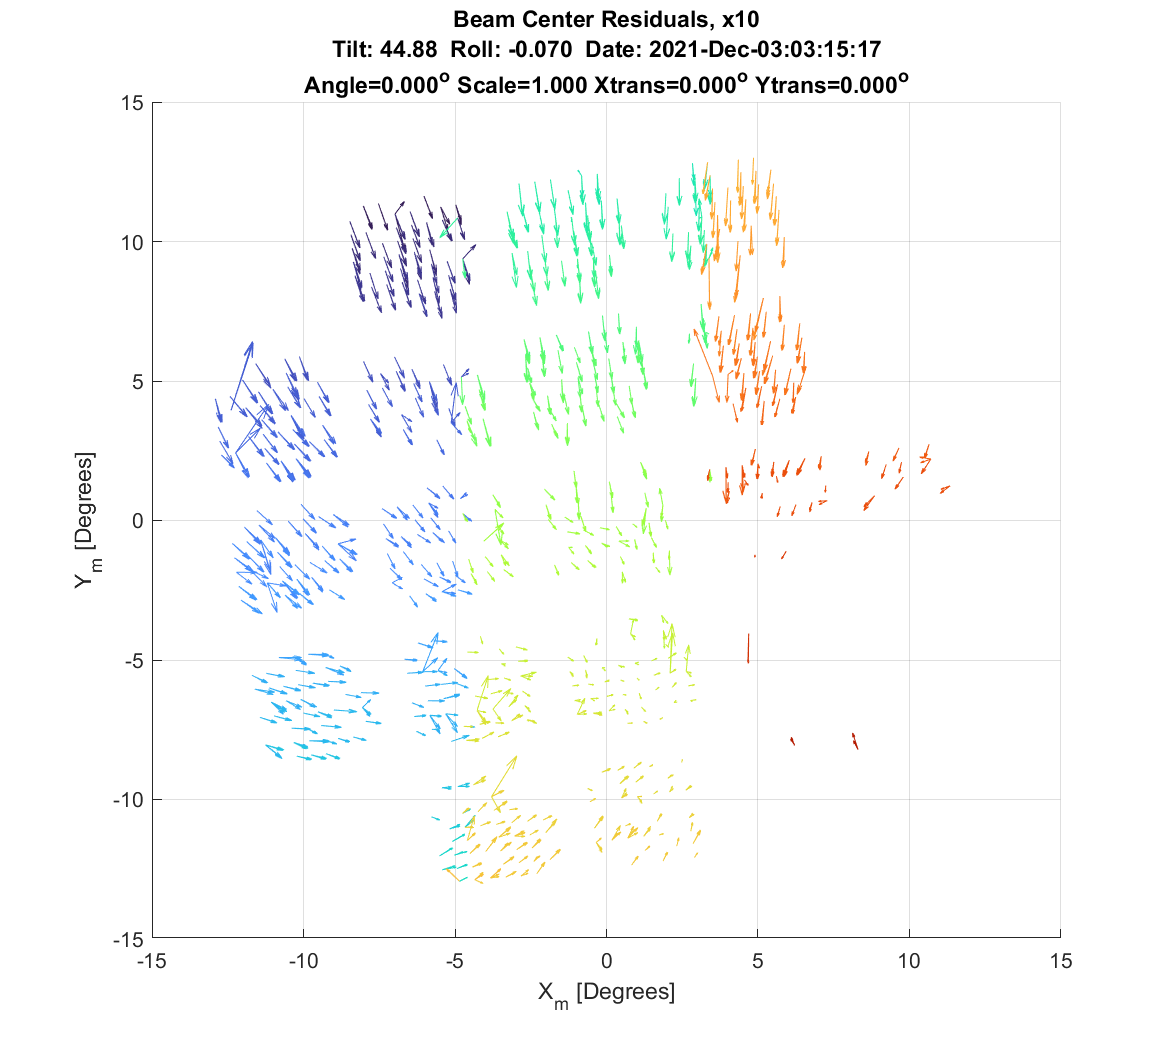 Beam Center Residuals, x10
Tilt: 44.88 Roll: -0.070 Date: 2021-Dec-03:03:15:17
Angle=0.000° Scale=1.000 Xtrans=0.000° Ytrans=0.000°
15
10
5
0
-5
-10
-15
Y_m [Degrees]
-15 -10 -5 0 5 10 15
X_m [Degrees]